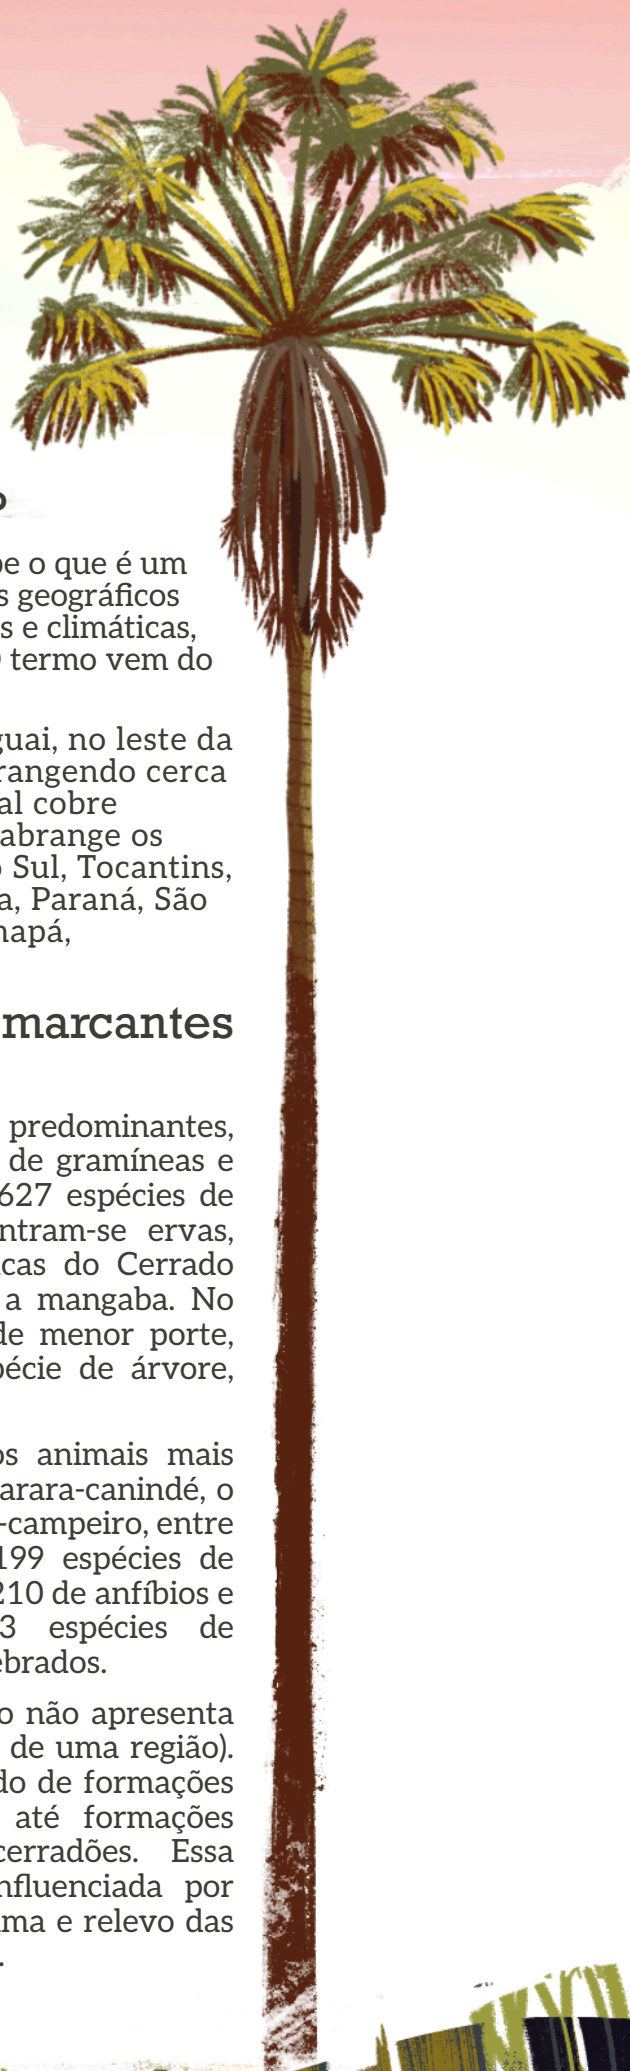 o
be o que é um
s geográficos
s e climáticas,
O termo vem do
guai, no leste da
rangendo cerca
al cobre
abrange os
o Sul, Tocantins,
a, Paraná, São
napá,
marcantes
predominantes,
de gramíneas e
627 espécies de
ntram-se ervas,
icas do Cerrado
a mangaba. No
de menor porte,
pécie de árvore,
os animais mais
arara-canindé, o
-campeiro, entre
199 espécies de
210 de anfíbios e
3 espécies de
ebrados.
o não apresenta
de uma região).
do de formações
até formações
cerradões. Essa
nfluenciada por
ma e relevo das
.